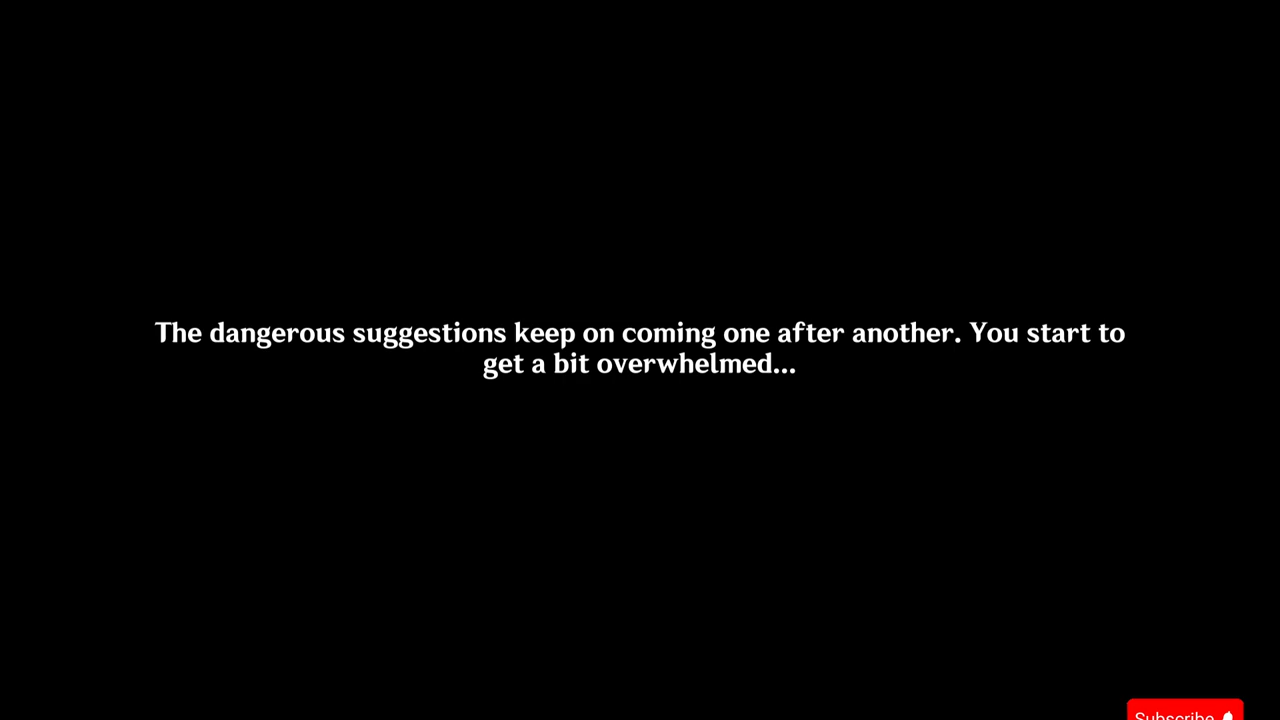 The dangerous suggestions keep on coming one after another. You start to
get a bit overwhelmed...
Subscribe